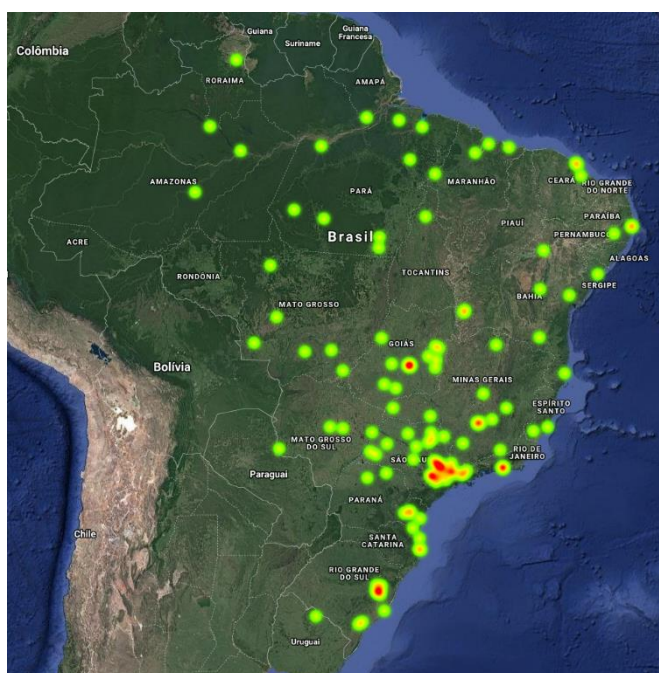 Guiana
Guiana
Francesa
Suriname
Colômbia
RORAIMA
AMAPÁ
AMAZONAS
PARÁ
MARANHÃO
CEARÁ
RIO GRANDE
DO NORTE
PARAÍBA
PIAUÍ
PERNAMBUCO
Brasil
ACRE
ALAGOAS
TOCANTINS
RONDÔNIA
SERGIPE
BAHIA
MATO GROSSO
GOIÁS
Bolívia
MINAS GERAIS
ESPÍRITO
SANTO
MATO GROSSO
DO SUL
RIO DE
JANEIRO
SÃO
Paraguai
PARANÁ
Chile
SANTA
CATARINA
RIO GRANDE
DO SUL
Uruguai